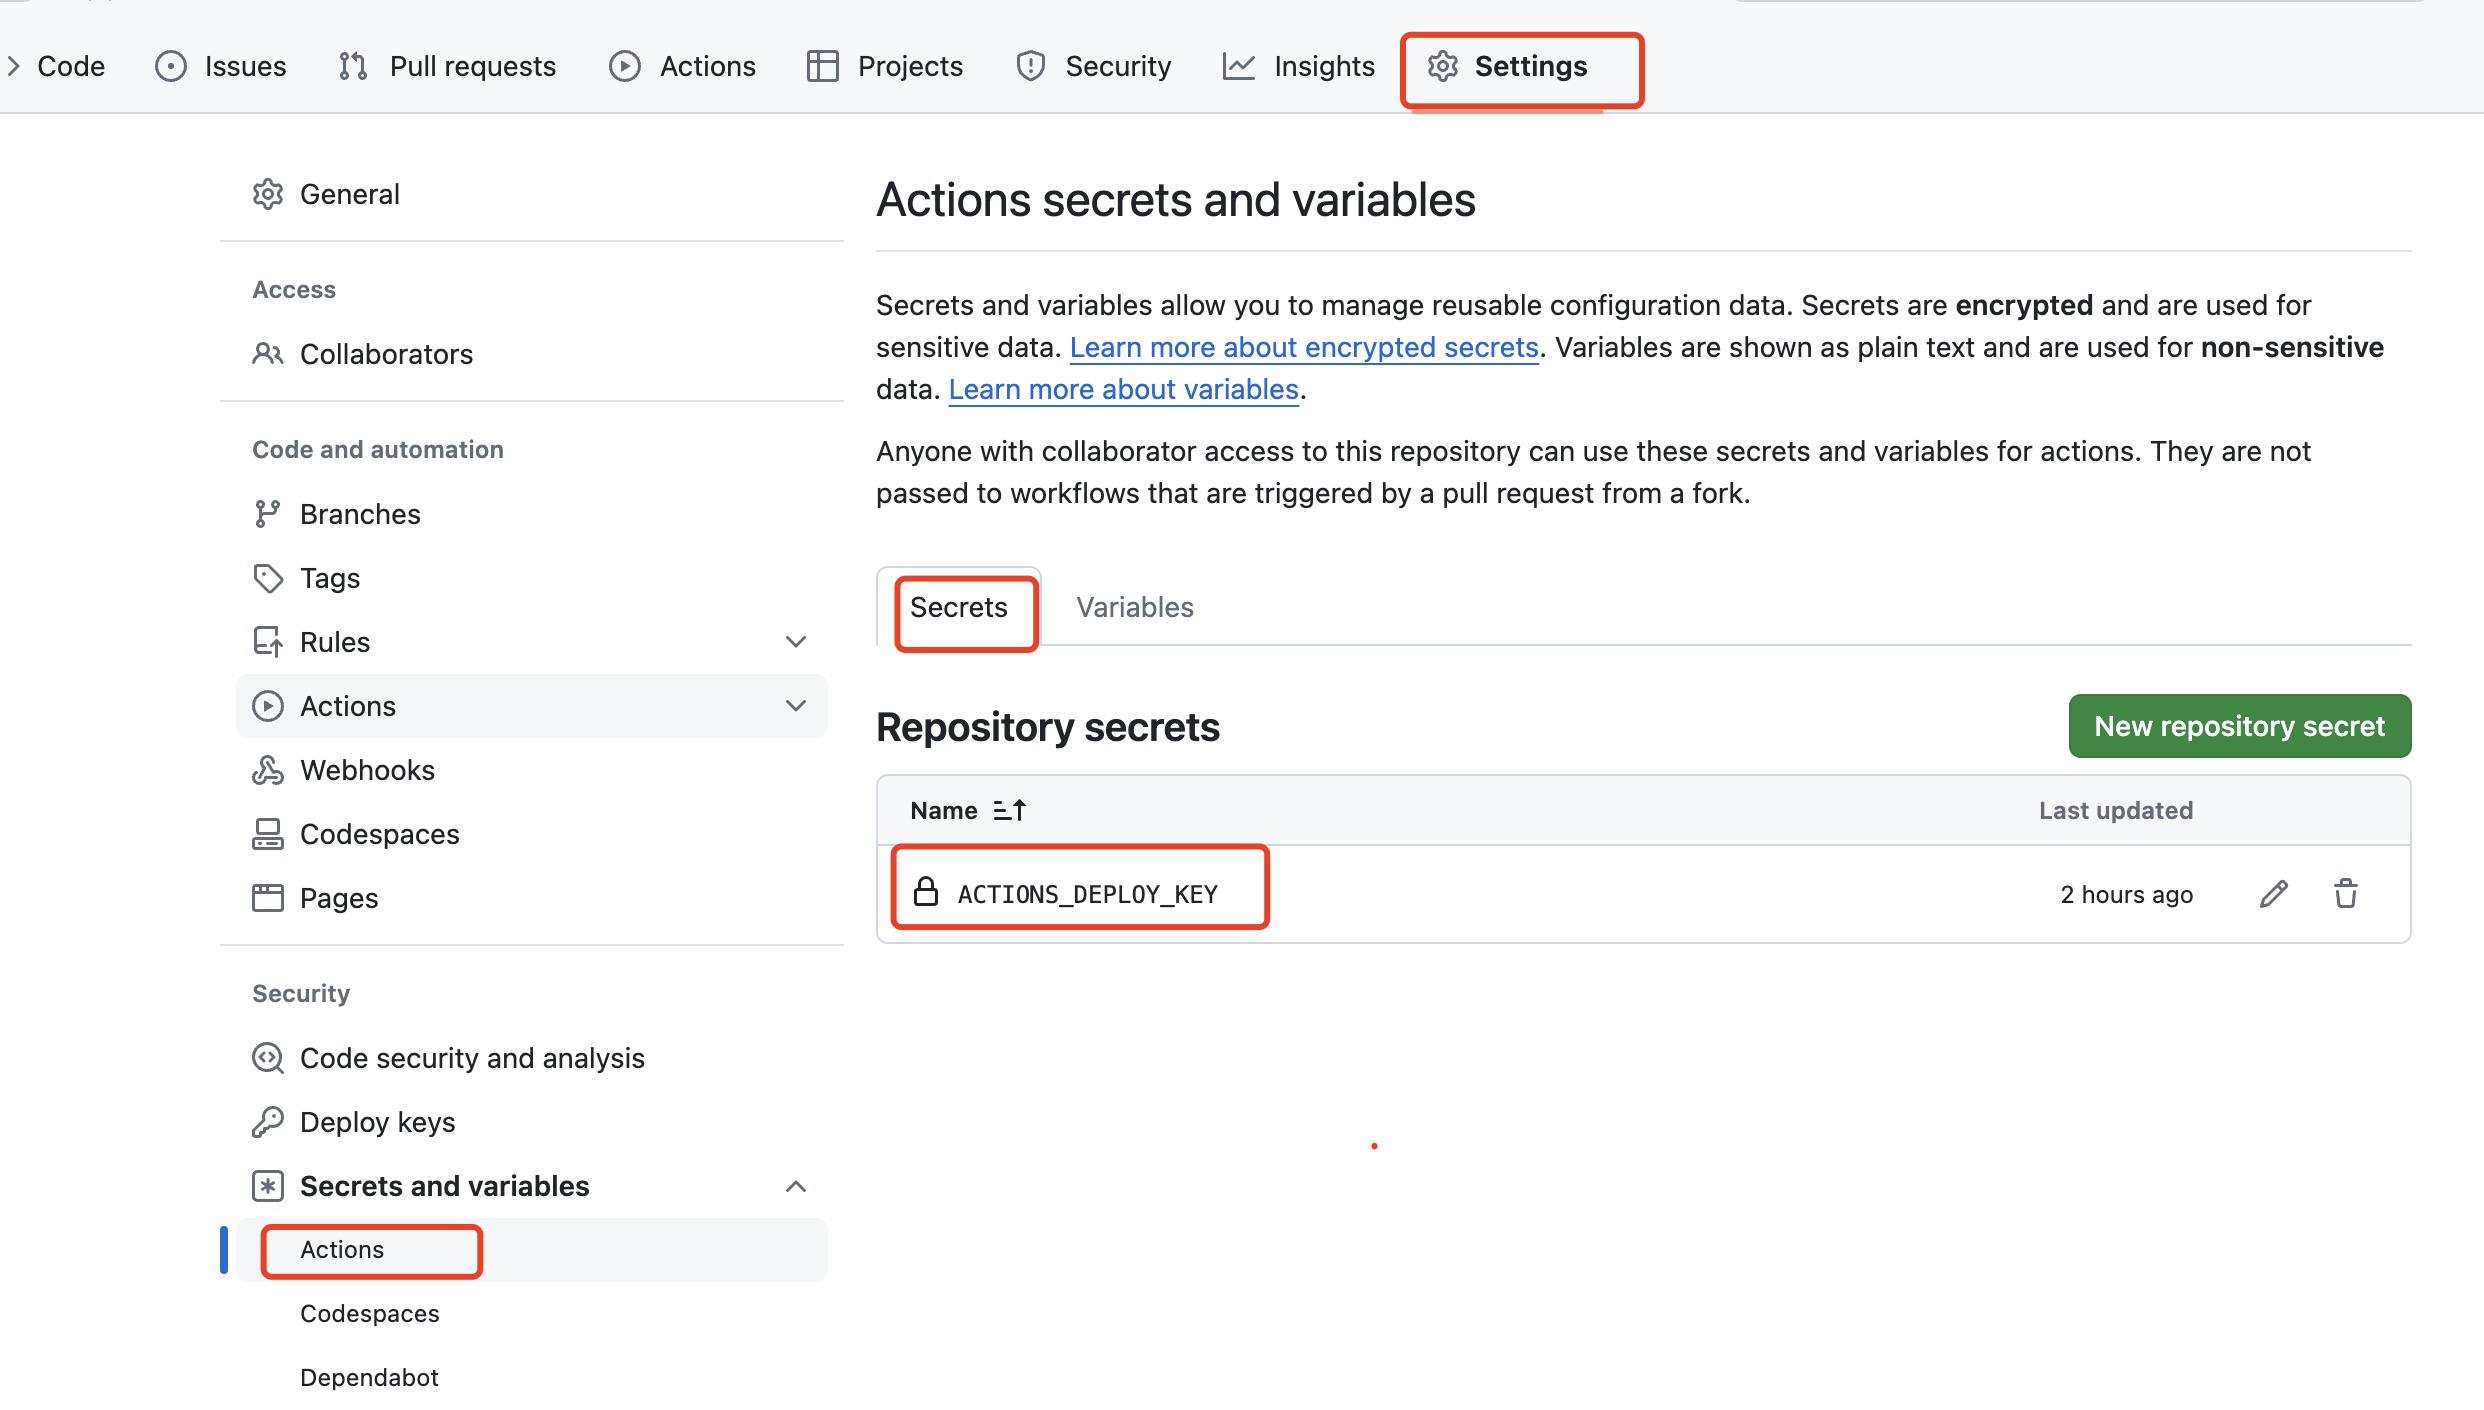 Code Issues Pull requests Actions Projects Security Insights Settings
General
Access
Collaborators
Code and automation
Branches
Tags
Rules
Actions
Webhooks
Codespaces
Pages
Security
Code security and analysis
Deploy keys
Secrets and variables
Actions
Codespaces
Dependabot
Actions secrets and variables
Secrets and variables allow you to manage reusable configuration data. Secrets are encrypted and are used for
sensitive data. Learn more about encrypted secrets. Variables are shown as plain text and are used for non-sensitive
data. Learn more about variables.
Anyone with collaborator access to this repository can use these secrets and variables for actions. They are not
passed to workflows that are triggered by a pull request from a fork.
Secrets Variables
Repository secrets New repository secret
Name Last updated
ACTIONS_DEPLOY_KEY 2 hours ago